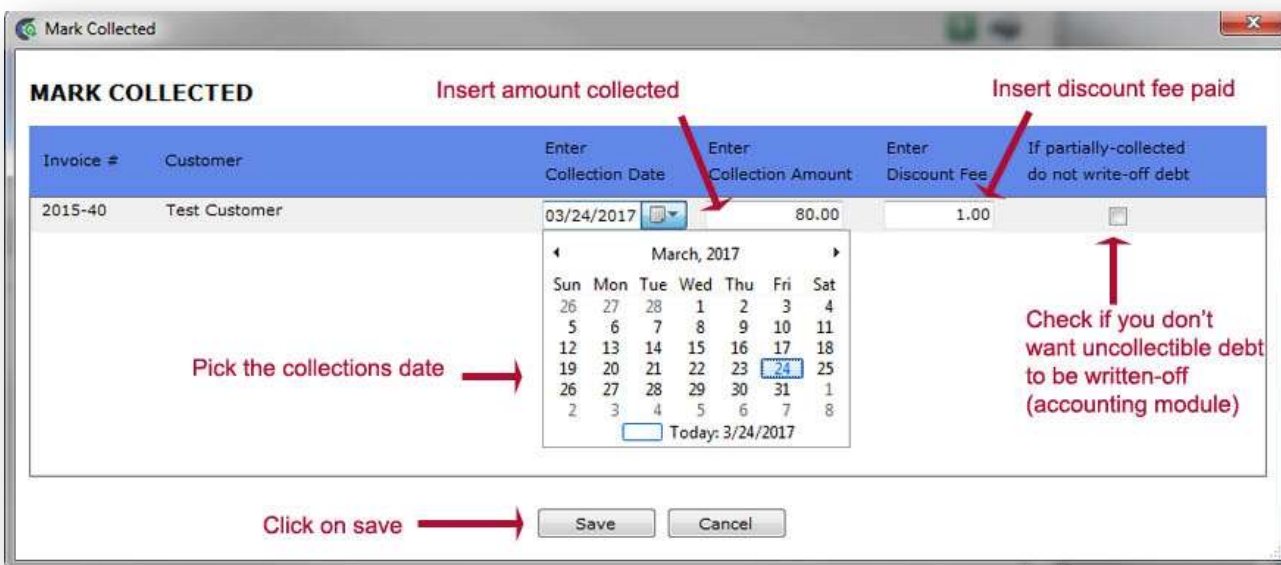 Mark Collected
MARK COLLECTED
Insert amount collected
Insert discount fee paid
Invoice #
Customer
Enter
Collection Date
Enter
Collection Amount
Enter
Discount Fee
If partially-collected
do not write-off debt
2015-40
Test Customer
03/24/2017
80.00
1.00
March, 2017
Sun Mon Tue Wed Thu Fri Sat
26 27 28 1 2 3 4
5 6 7 8 9 10 11
12 13 14 15 16 17 18
19 20 21 22 23 24 25
26 27 28 29 30 31 1
2 3 4 5 6 7 8
Today: 3/24/2017
Pick the collections date
Check if you don't
want uncollectible debt
to be written-off
(accounting module)
Click on save
Save
Cancel